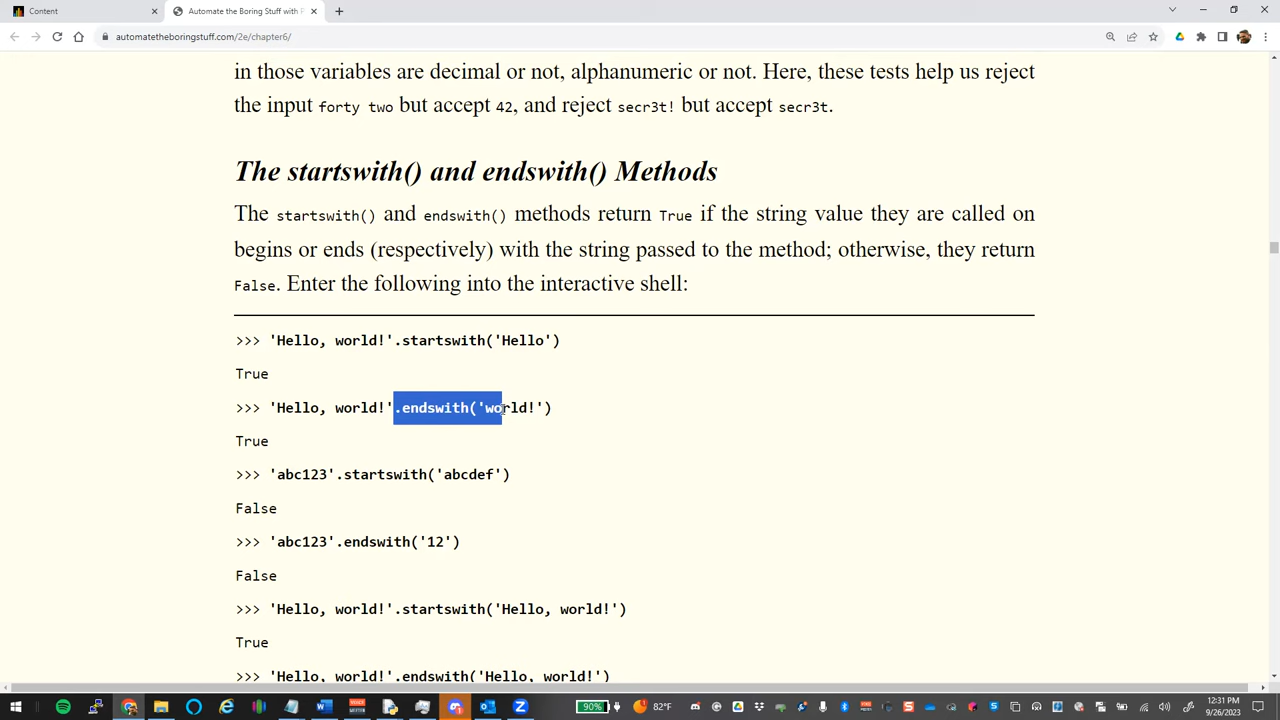 Content
Automate the Boring Stuff with P
automatetheboringstuff.com/2e/chapter6/
in those variables are decimal or not, alphanumeric or not. Here, these tests help us reject
the input forty two but accept 42, and reject secr3t! but accept secr3t.
The startswith() and endswith() Methods
The startswith() and endswith() methods return True if the string value they are called on
begins or ends (respectively) with the string passed to the method; otherwise, they return
False. Enter the following into the interactive shell:
>>> 'Hello, world!'.startswith('Hello')
True
>>> 'Hello, world!'.endswith('world!')
True
>>> 'abc123'.startswith('abcdef')
False
>>> 'abc123'.endswith('12')
False
>>> 'Hello, world!'.startswith('Hello, world!')
True
>>> 'Hello, world!'.endswith('Hello, world!')
90%
82°F
12:31 PM
9/26/2023